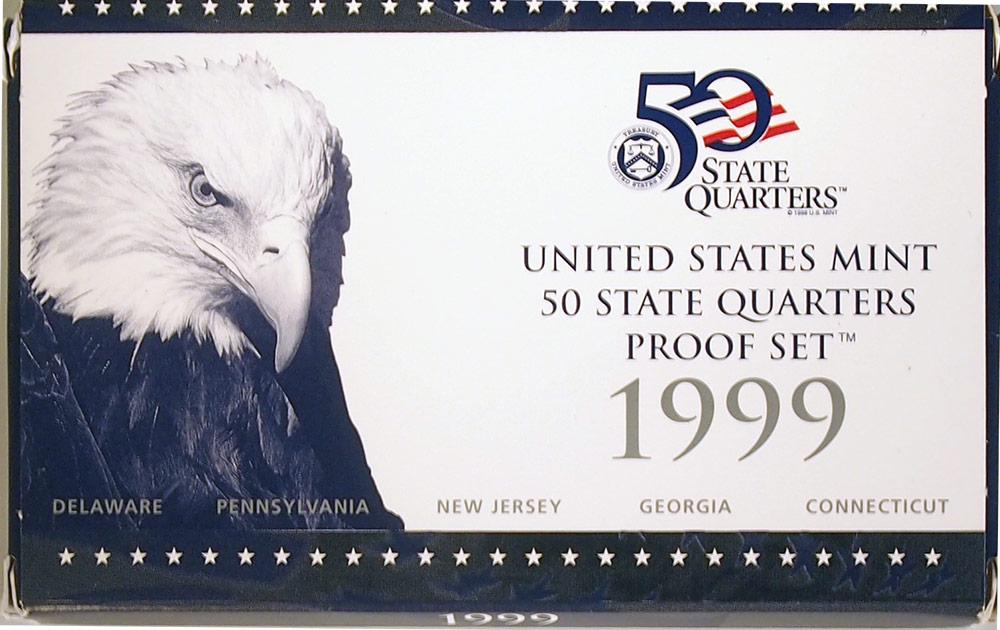 50
TREASURY
UNITED STATES MINT
STATE
QUARTERS™
© 1998 U.S. MINT
UNITED STATES MINT
50 STATE QUARTERS
PROOF SET™
1999
DELAWARE PENNSYLVANIA NEW JERSEY GEORGIA CONNECTICUT
1999